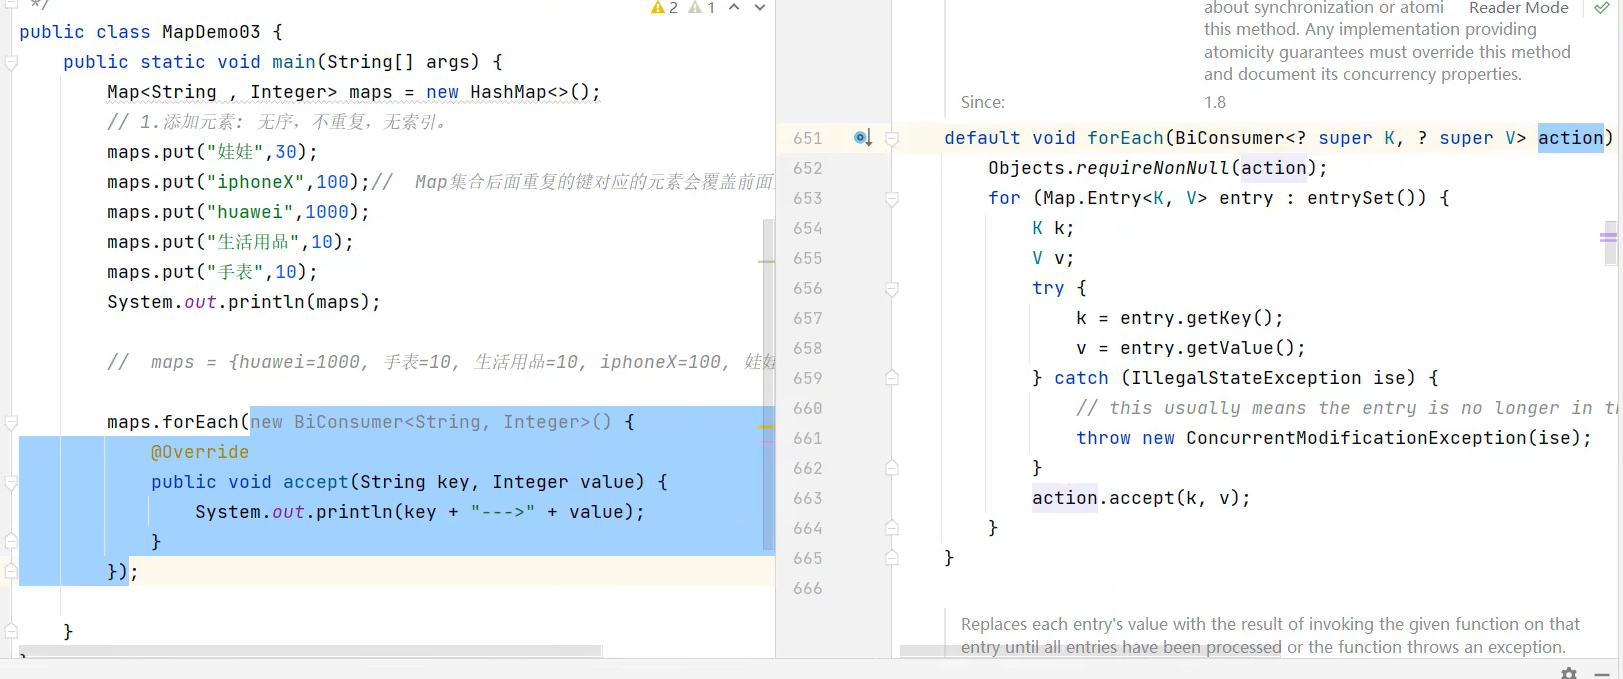 */
2 1
public class MapDemo03 {
public static void main(String[] args) {
Map<String , Integer> maps = new HashMap<>();
// 1.添加元素: 无序，不重复，无索引。
maps.put("娃娃",30);
maps.put("iphoneX",100);//  Map集合后面重复的键对应的元素会覆盖前面
maps.put("huawei",1000);
maps.put("生活用品",10);
maps.put("手表",10);
System.out.println(maps);
//  maps = {huawei=1000, 手表=10, 生活用品=10, iphoneX=100, 娃娃
maps.forEach(new BiConsumer<String, Integer>() {
@Override
public void accept(String key, Integer value) {
System.out.println(key + "--->" + value);
}
});
}
about synchronization or atomi
Reader Mode
this method. Any implementation providing
atomicity guarantees must override this method
and document its concurrency properties.
Since: 1.8
651 default void forEach(BiConsumer<? super K, ? super V> action)
652 Objects.requireNonNull(action);
653 for (Map.Entry<K, V> entry : entrySet()) {
654 K k;
655 V v;
656 try {
657 k = entry.getKey();
658 v = entry.getValue();
659 } catch (IllegalStateException ise) {
660 // this usually means the entry is no longer in
661 throw new ConcurrentModificationException(ise);
662 }
663 action.accept(k, v);
664 }
665 }
666
Replaces each entry's value with the result of invoking the given function on that
entry until all entries have been processed or the function throws an exception.